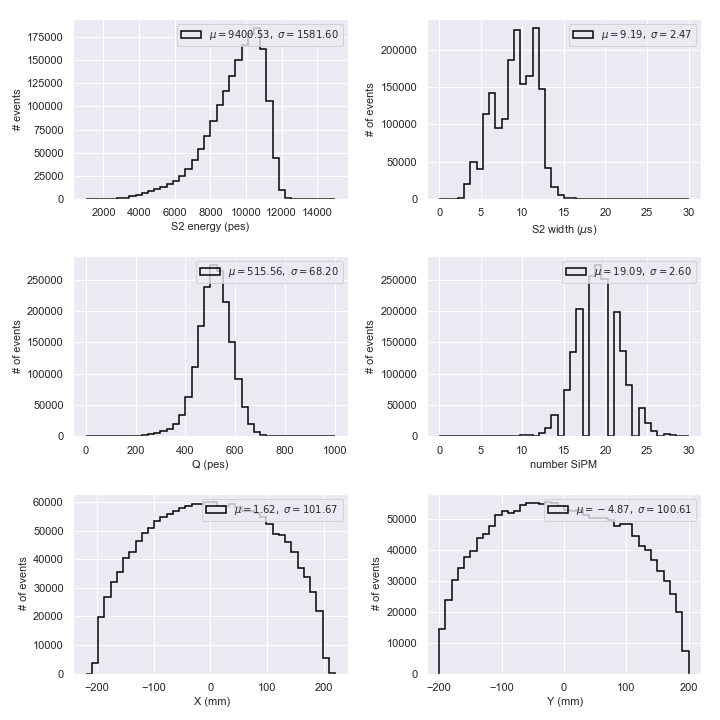 μ = 9400.53, σ = 1581.60
175000
150000
125000
100000
75000
50000
25000
0
# events
2000 4000 6000 8000 10000 12000 14000
S2 energy (pes)
μ = 9.19, σ = 2.47
200000
150000
100000
50000
0
# of events
0 5 10 15 20 25 30
S2 width (μs)
μ = 515.56, σ = 68.20
250000
200000
150000
100000
50000
0
# of events
0 200 400 600 800 1000
Q (pes)
μ = 19.09, σ = 2.60
250000
200000
150000
100000
50000
0
# of events
0 5 10 15 20 25 30
number SiPM
μ = 1.62, σ = 101.67
60000
50000
40000
30000
20000
10000
0
# of events
−200 −100 0 100 200
X (mm)
μ = −4.87, σ = 100.61
50000
40000
30000
20000
10000
0
# of events
−200 −100 0 100 200
Y (mm)